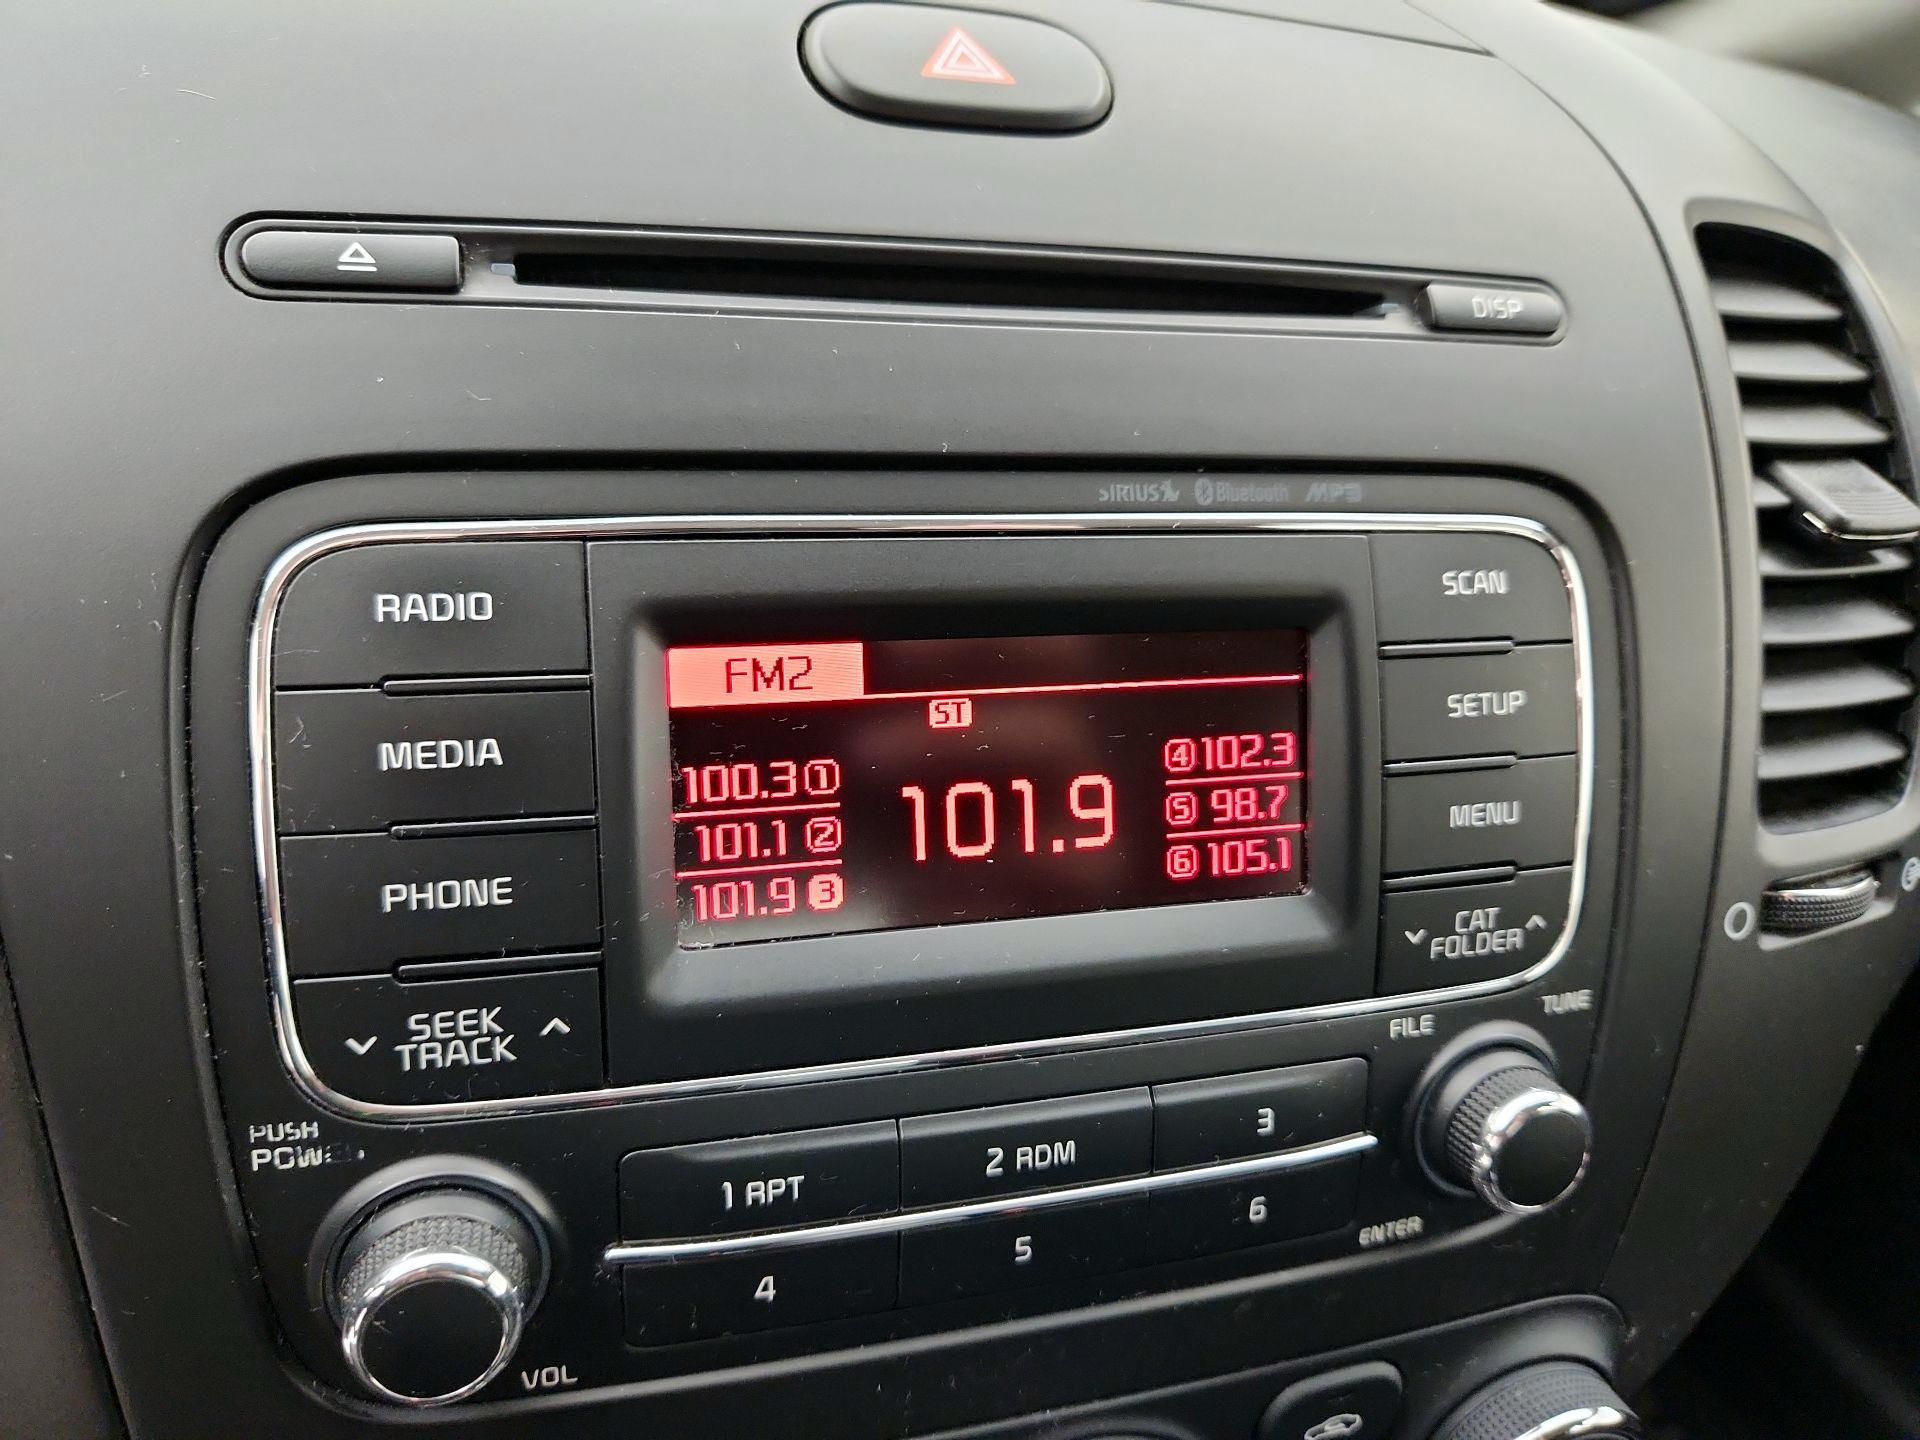 DISP
SIRIUS Bluetooth MP3
RADIO
MEDIA
PHONE
SEEK
TRACK
FM2
ST
100.3 1
101.1 2
101.9 3
101.9
4 102.3
5 98.7
6 105.1
SCAN
SETUP
MENU
CAT
FOLDER
FILE
TUNE
PUSH
VOL
1 RPT
2 RDM
3
4
5
6
ENTER